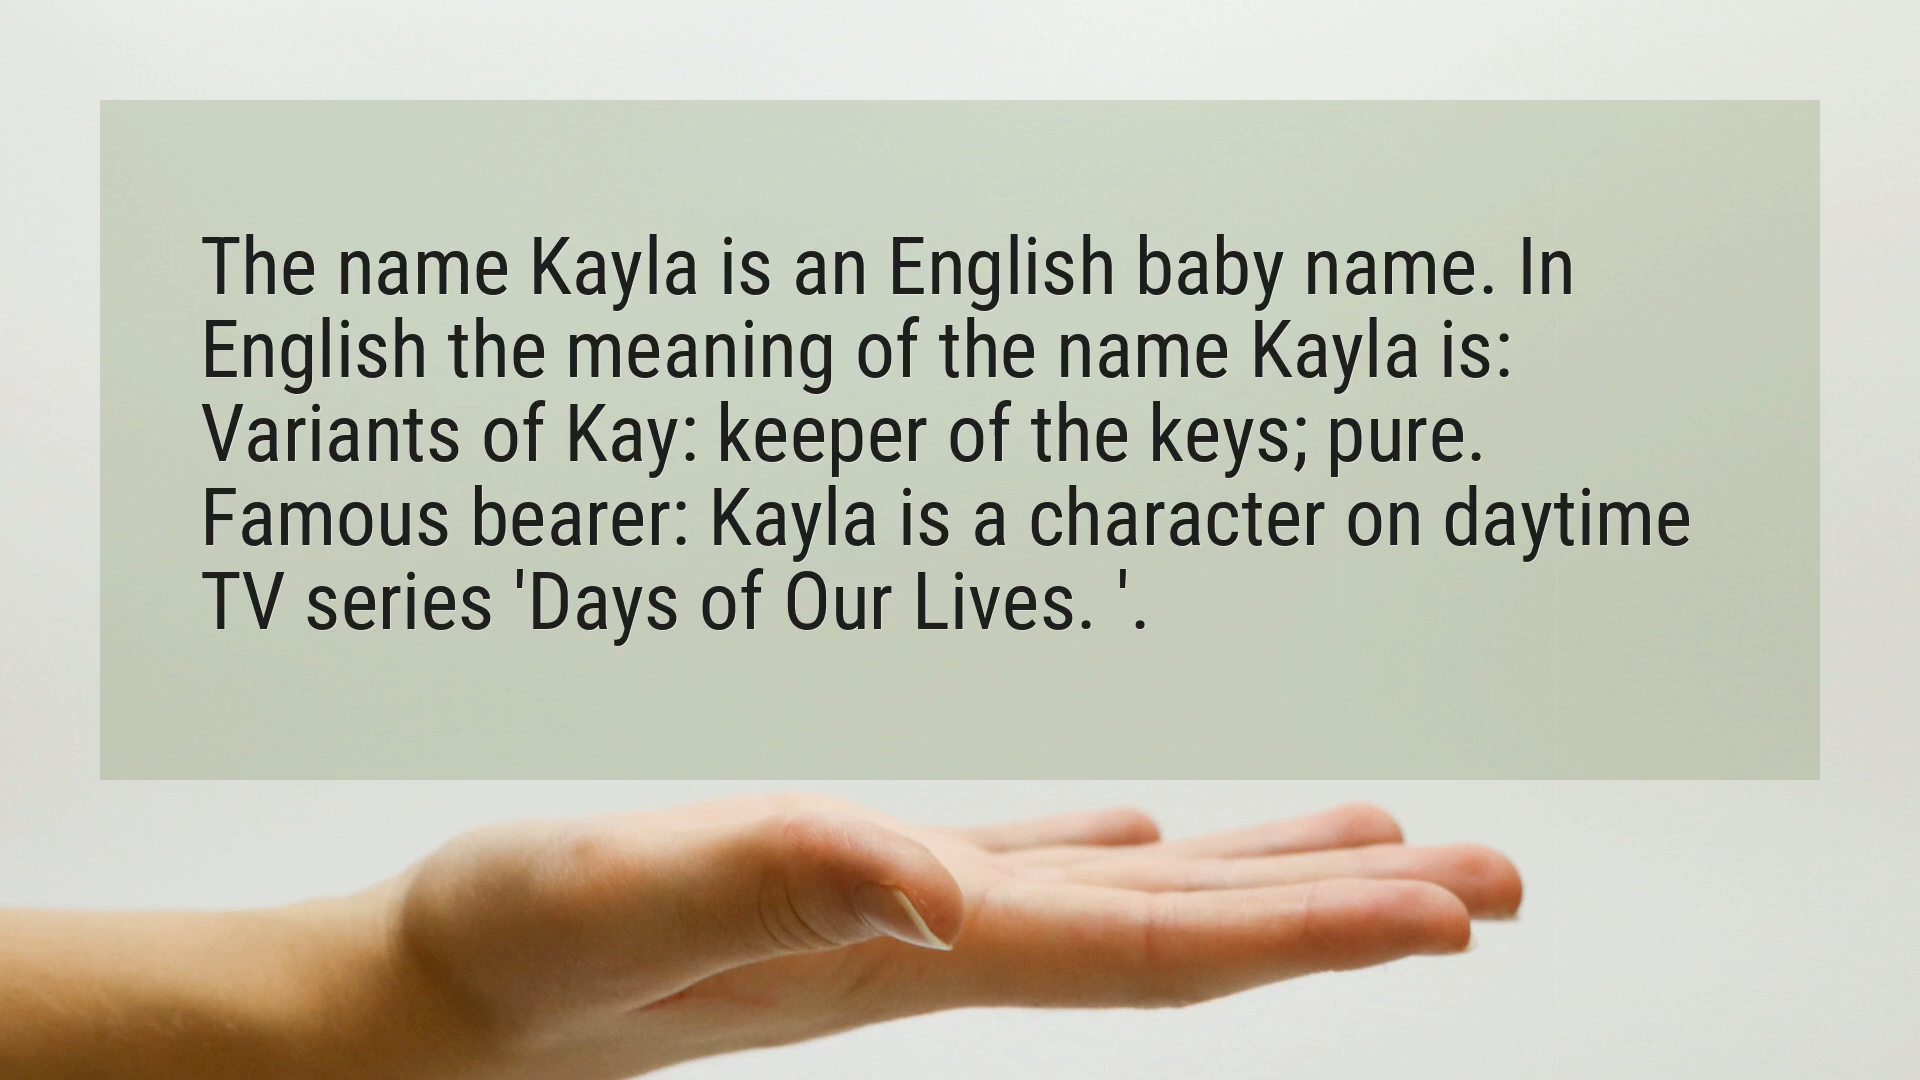 The name Kayla is an English baby name. In
English the meaning of the name Kayla is:
Variants of Kay: keeper of the keys; pure.
Famous bearer: Kayla is a character on daytime
TV series 'Days of Our Lives. '.